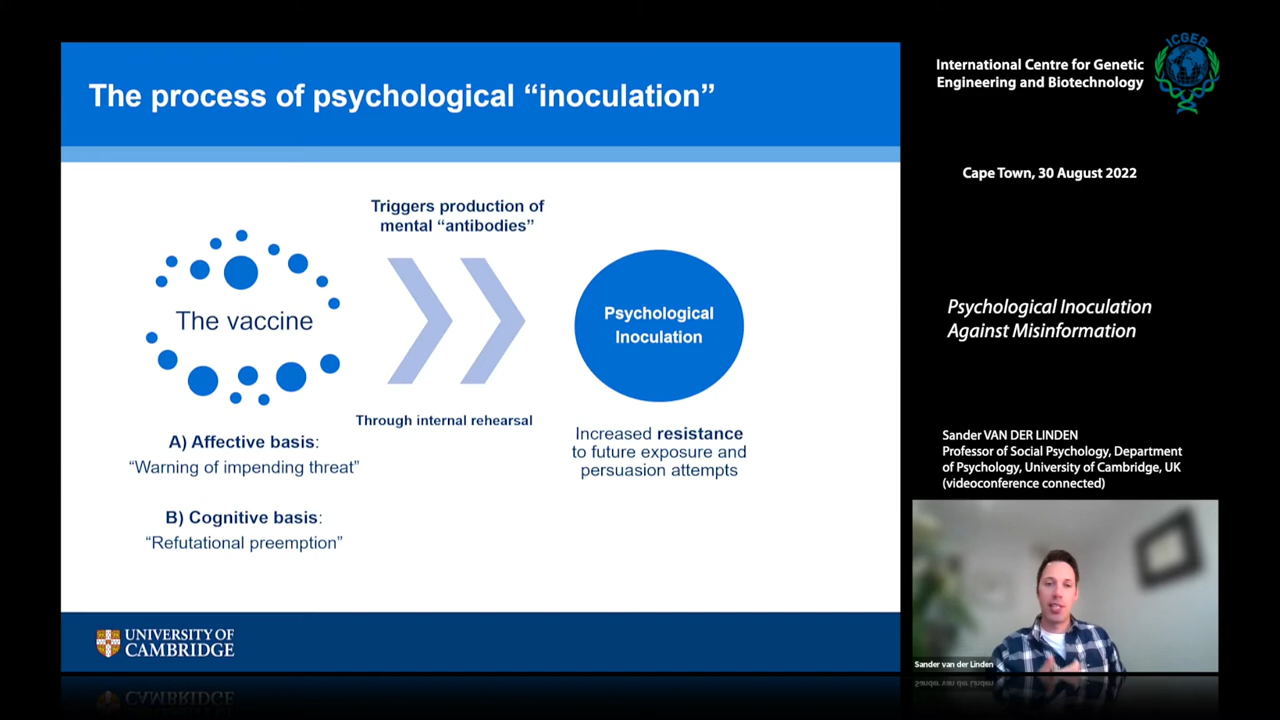 The process of psychological “inoculation”
Triggers production of
mental “antibodies”
The vaccine
Psychological
Inoculation
Through internal rehearsal
A) Affective basis:
“Warning of impending threat”
B) Cognitive basis:
“Refutational preemption”
Increased resistance
to future exposure and
persuasion attempts
UNIVERSITY OF
CAMBRIDGE
International Centre for Genetic
Engineering and Biotechnology
ICGEB
Cape Town, 30 August 2022
Psychological Inoculation
Against Misinformation
Sander VAN DER LINDEN
Professor of Social Psychology, Department
of Psychology, University of Cambridge, UK
(videoconference connected)
Sander van der Linden